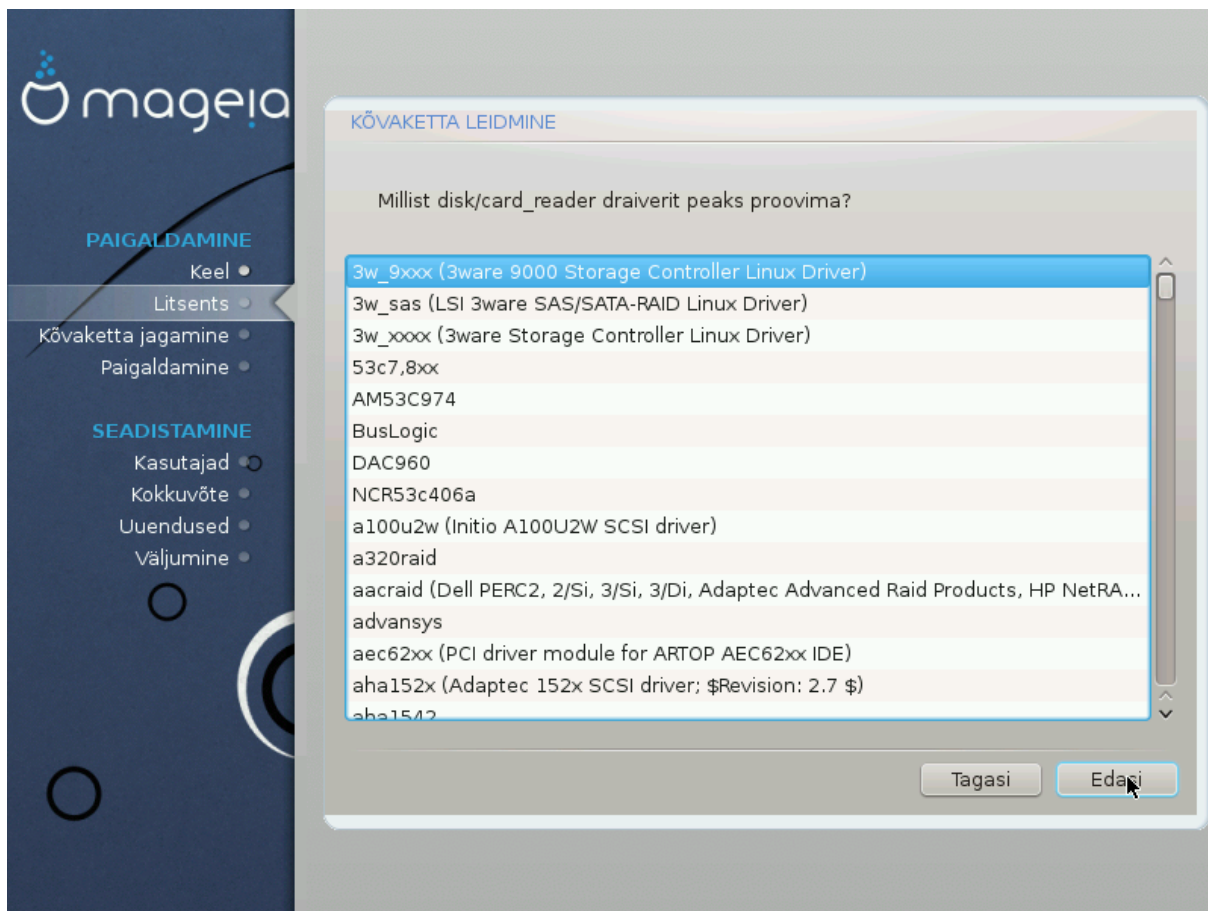 mageia
PAIGALDAMINE
Keel
Litsents
Kõvaketta jagamine
Paigaldamine
SEADISTAMINE
Kasutajad
Kokkuvõte
Uuendused
Väljumine
KÕVAKETTA LEIDMINE
Millist disk/card_reader draiverit peaks proovima?
3w_9xxx (3ware 9000 Storage Controller Linux Driver)
3w_sas (LSI 3ware SAS/SATA-RAID Linux Driver)
3w_xxxx (3ware Storage Controller Linux Driver)
53c7,8xx
AM53C974
BusLogic
DAC960
NCR53c406a
a100u2w (Initio A100U2W SCSI driver)
a320raid
aacraid (Dell PERC2, 2/Si, 3/Si, 3/Di, Adaptec Advanced Raid Products, HP NetRA...
advansys
aec62xx (PCI driver module for ARTOP AEC62xx IDE)
aha152x (Adaptec 152x SCSI driver; $Revision: 2.7 $)
aha1542
Tagasi
Edasi